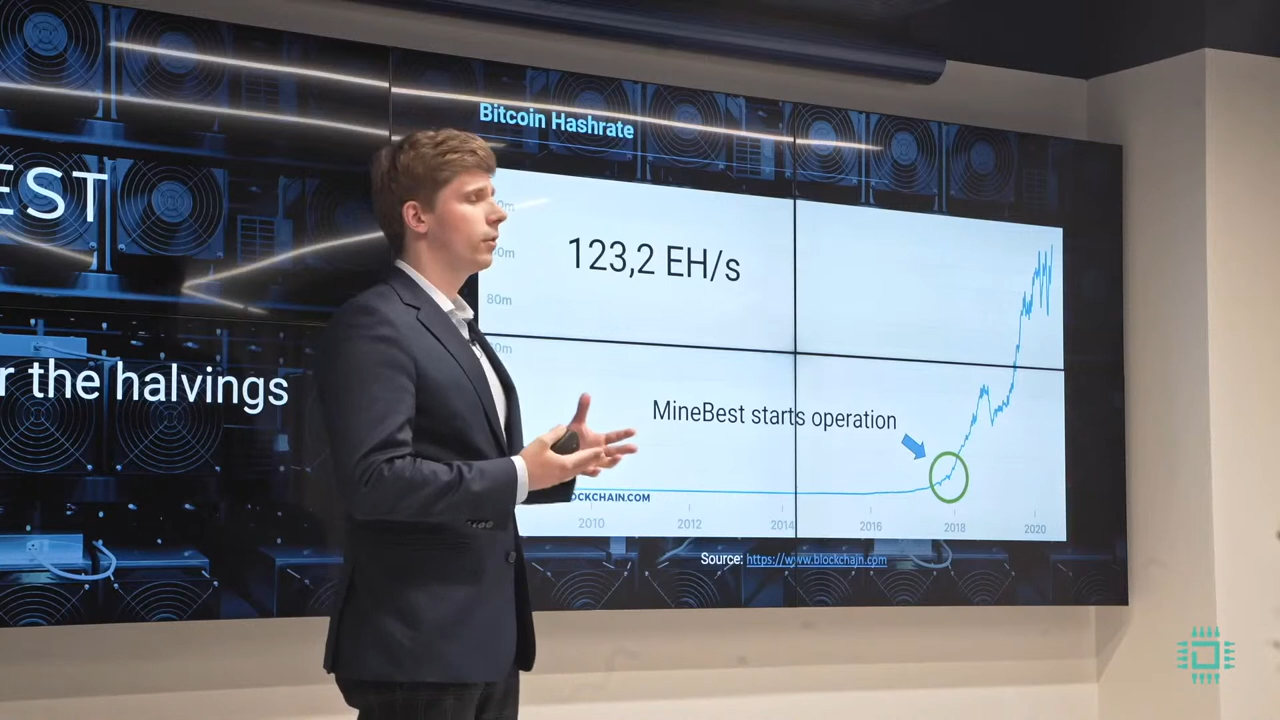 Bitcoin Hashrate
EST
123,2 EH/s
80m
r the halvings
MineBest starts operation
OCKCHAIN.COM
2010 2012 2014 2016 2018 2020
Source: https://www.blockchain.com